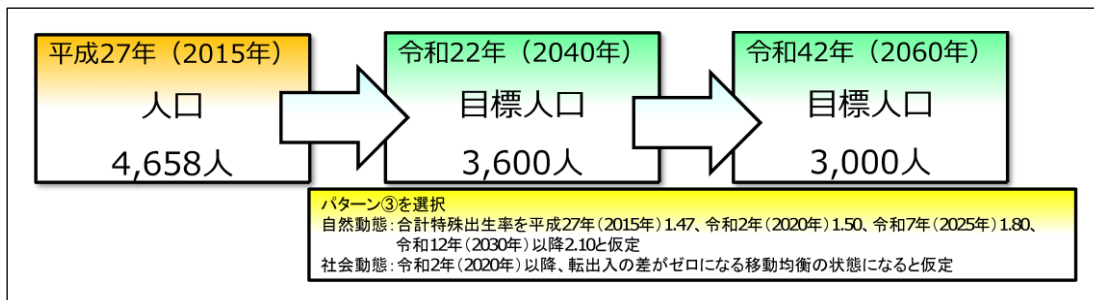 平成27年（2015年）
人口
4,658人
令和22年（2040年）
目標人口
3,600人
令和42年（2060年）
目標人口
3,000人
パターン③を選択
自然動態：合計特殊出生率を平成27年（2015年）1.47、令和2年（2020年）1.50、令和7年（2025年）1.80、
令和12年（2030年）以降2.10と仮定
社会動態：令和2年（2020年）以降、転出入の差がゼロになる移動均衡の状態になると仮定